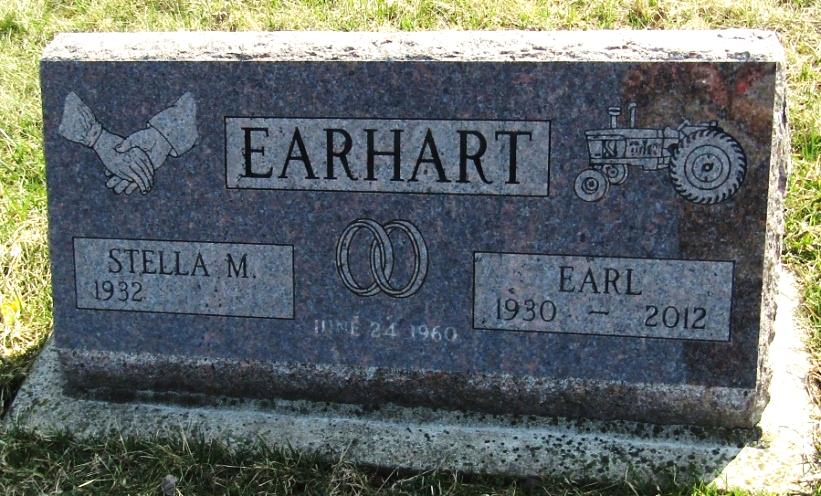 EARHART
STELLA M.
1932
EARL
1930 — 2012
JUNE 24 1960